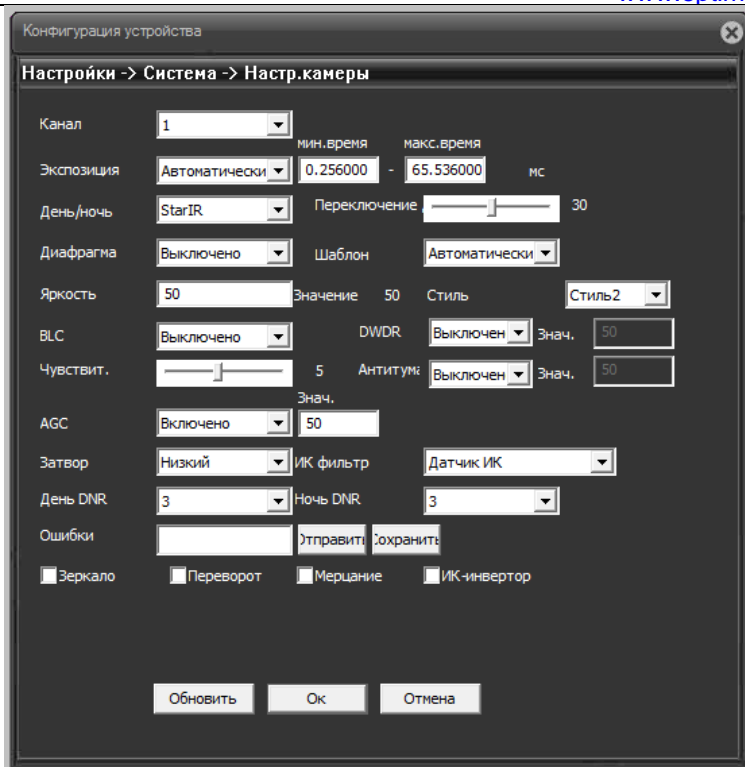 Конфигурация устройства
Настройки -> Система -> Настр.камеры
Канал 1
мин.время макс.время
Экспозиция Автоматически 0.256000 - 65.536000 мс
День/ночь StarIR Переключение 30
Диафрагма Выключено Шаблон Автоматически
Яркость 50 Значение 50 Стиль Стиль2
BLC Выключено DWDR Выключен Знач. 50
Чувствит. 5 Антитума Выключен Знач. 50
Знач.
AGC Включено 50
Затвор Низкий ИК фильтр Датчик ИК
День DNR 3 Ночь DNR 3
Ошибки Отправить Сохранить
Зеркало Переворот Мерцание ИК-инвертор
Обновить Ок Отмена